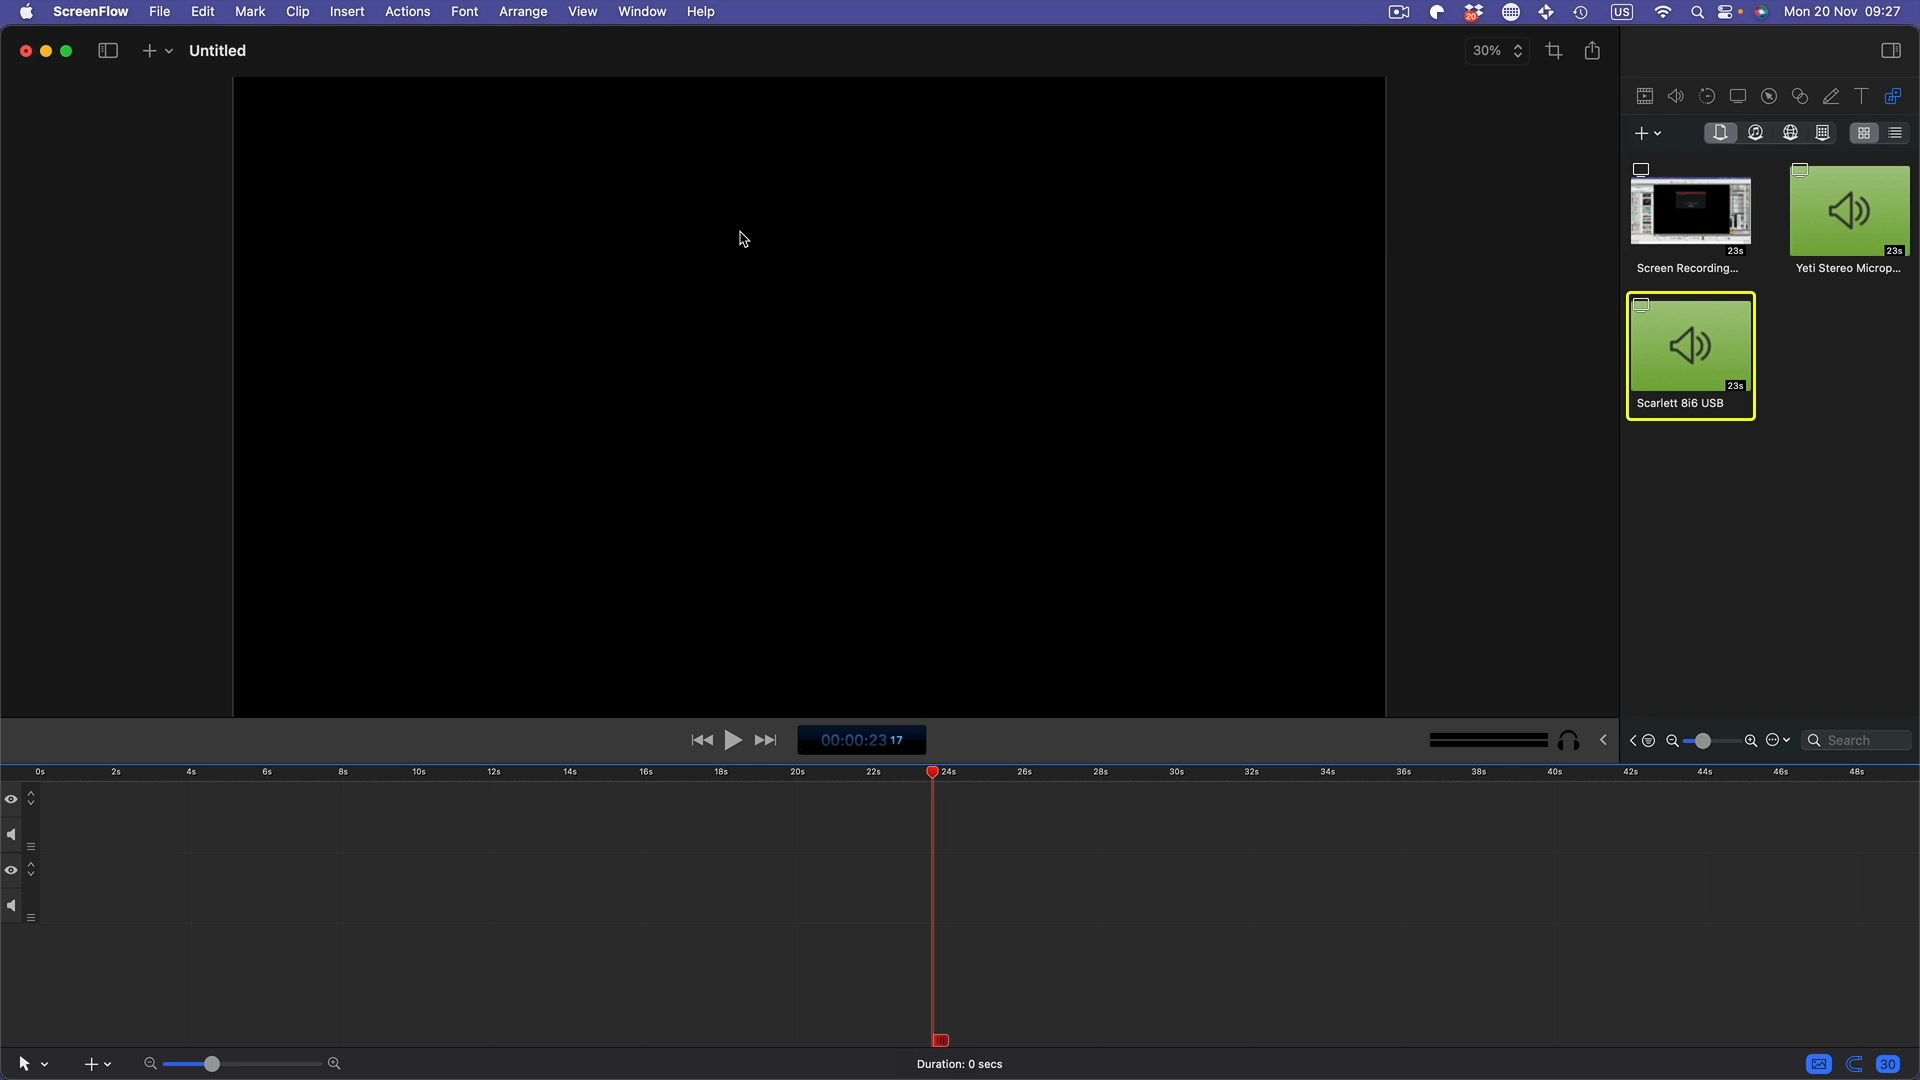 ScreenFlow File Edit Mark Clip Insert Actions Font Arrange View Window Help
20 US Mon 20 Nov 09:27
Untitled
30%
23s
Screen Recording...
23s
Yeti Stereo Microp...
23s
Scarlett 8i6 USB
00:00:23 17
Search
0s 2s 4s 6s 8s 10s 12s 14s 16s 18s 20s 22s 24s 26s 28s 30s 32s 34s 36s 38s 40s 42s 44s 46s 48s
Duration: 0 secs
30